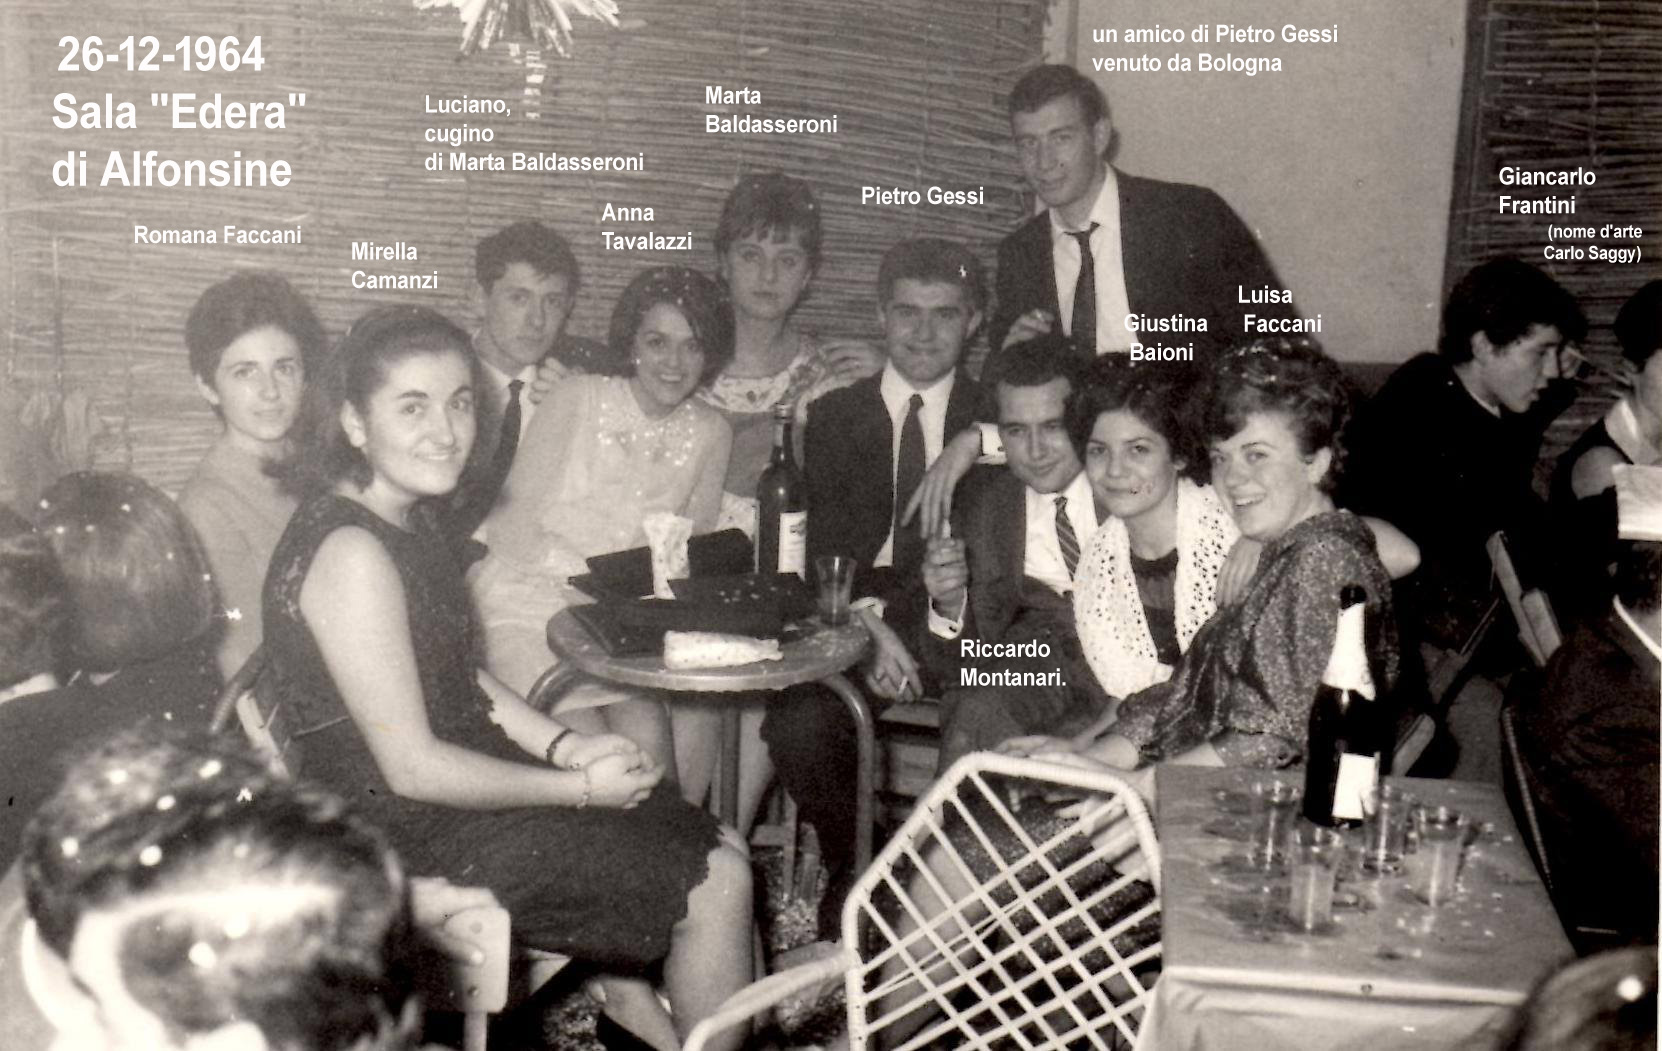 26-12-1964
Sala "Edera"
di Alfonsine
un amico di Pietro Gessi
venuto da Bologna
Luciano,
cugino
di Marta Baldasseroni
Marta
Baldasseroni
Pietro Gessi
Giancarlo
Frantini
(nome d'arte
Carlo Saggy)
Romana Faccani
Mirella
Camanzi
Anna
Tavalazzi
Giustina
Baioni
Luisa
Faccani
Riccardo
Montanari.